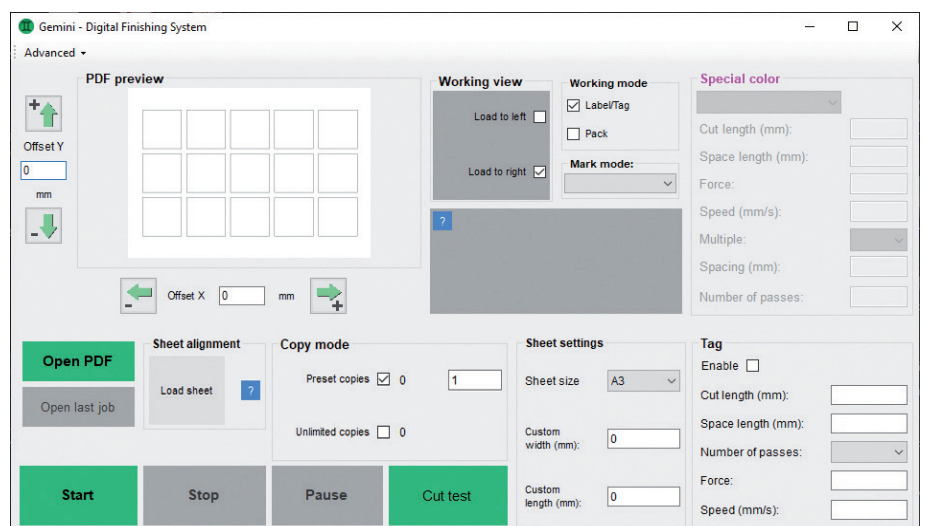 Gemini - Digital Finishing System
Advanced
PDF preview
+
Offset Y
0
mm
-
- Offset X 0 mm +
Working view
Load to left
Load to right
Working mode
Label/Tag
Pack
Mark mode:
?
Special color
Cut length (mm):
Space length (mm):
Force:
Speed (mm/s):
Multiple:
Spacing (mm):
Number of passes:
Open PDF
Open last job
Sheet alignment
Load sheet ?
Copy mode
Preset copies 0 1
Unlimited copies 0
Start
Stop
Pause
Cut test
Sheet settings
Sheet size A3
Custom
width (mm): 0
Custom
length (mm): 0
Tag
Enable
Cut length (mm):
Space length (mm):
Number of passes:
Force:
Speed (mm/s):